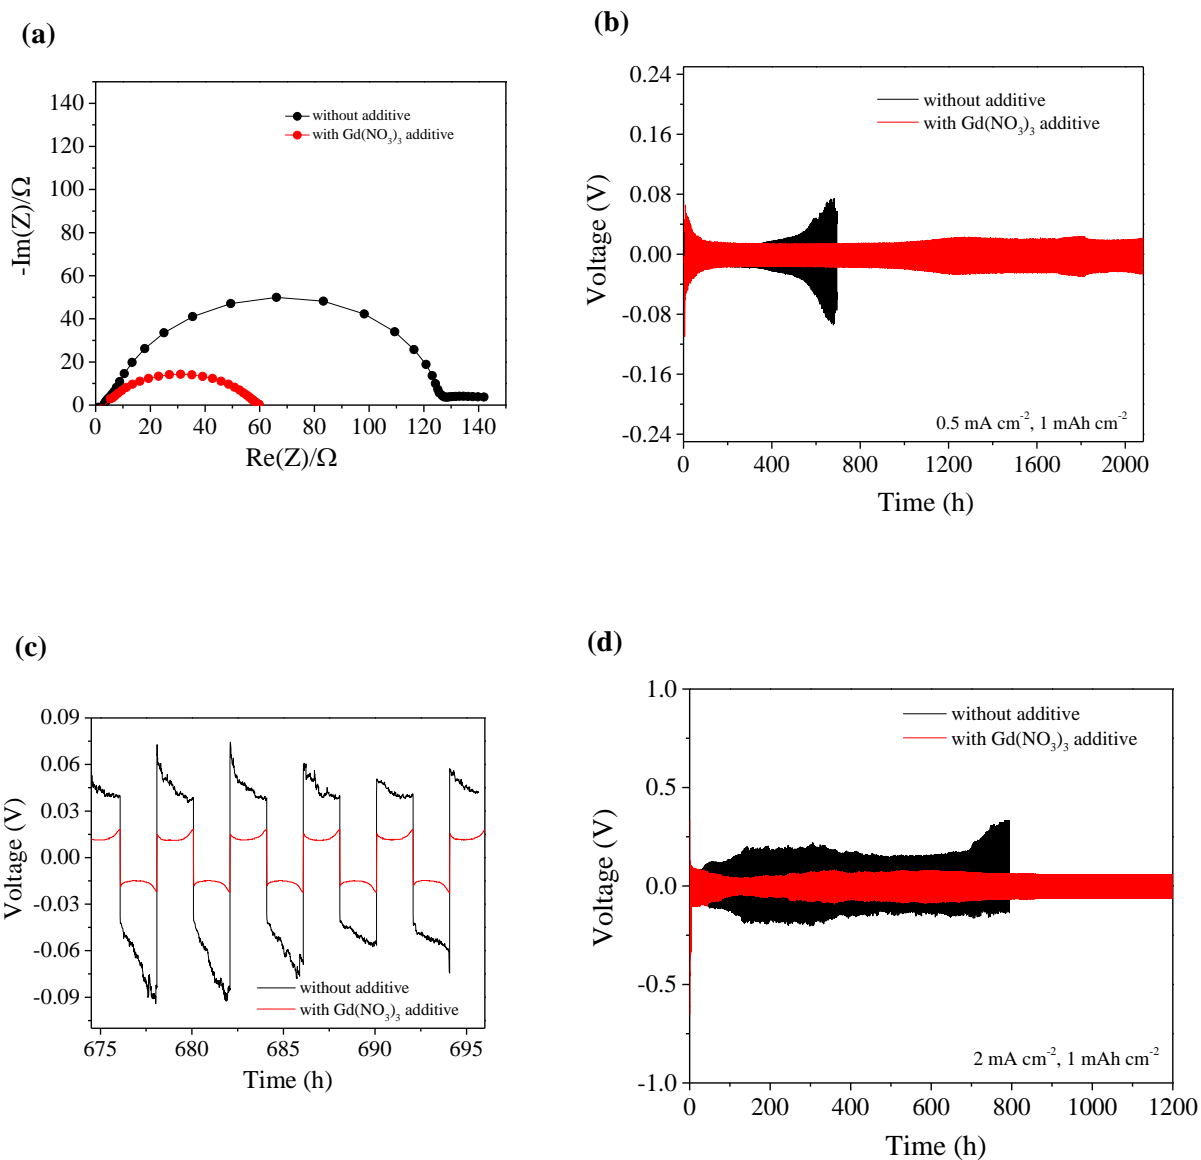 (a)
140
120
100
80
60
40
20
0
-Im(Z)/Ω
without additive
with Gd(NO₃)₃ additive
0 20 40 60 80 100 120 140
Re(Z)/Ω
(b)
0.24
0.16
0.08
0.00
-0.08
-0.16
-0.24
Voltage (V)
without additive
with Gd(NO₃)₃ additive
0.5 mA cm⁻², 1 mAh cm⁻²
0 400 800 1200 1600 2000
Time (h)
(c)
0.09
0.06
0.03
0.00
-0.03
-0.06
-0.09
Voltage (V)
without additive
with Gd(NO₃)₃ additive
675 680 685 690 695
Time (h)
(d)
1.0
0.5
0.0
-0.5
-1.0
Voltage (V)
without additive
with Gd(NO₃)₃ additive
2 mA cm⁻², 1 mAh cm⁻²
0 200 400 600 800 1000 1200
Time (h)